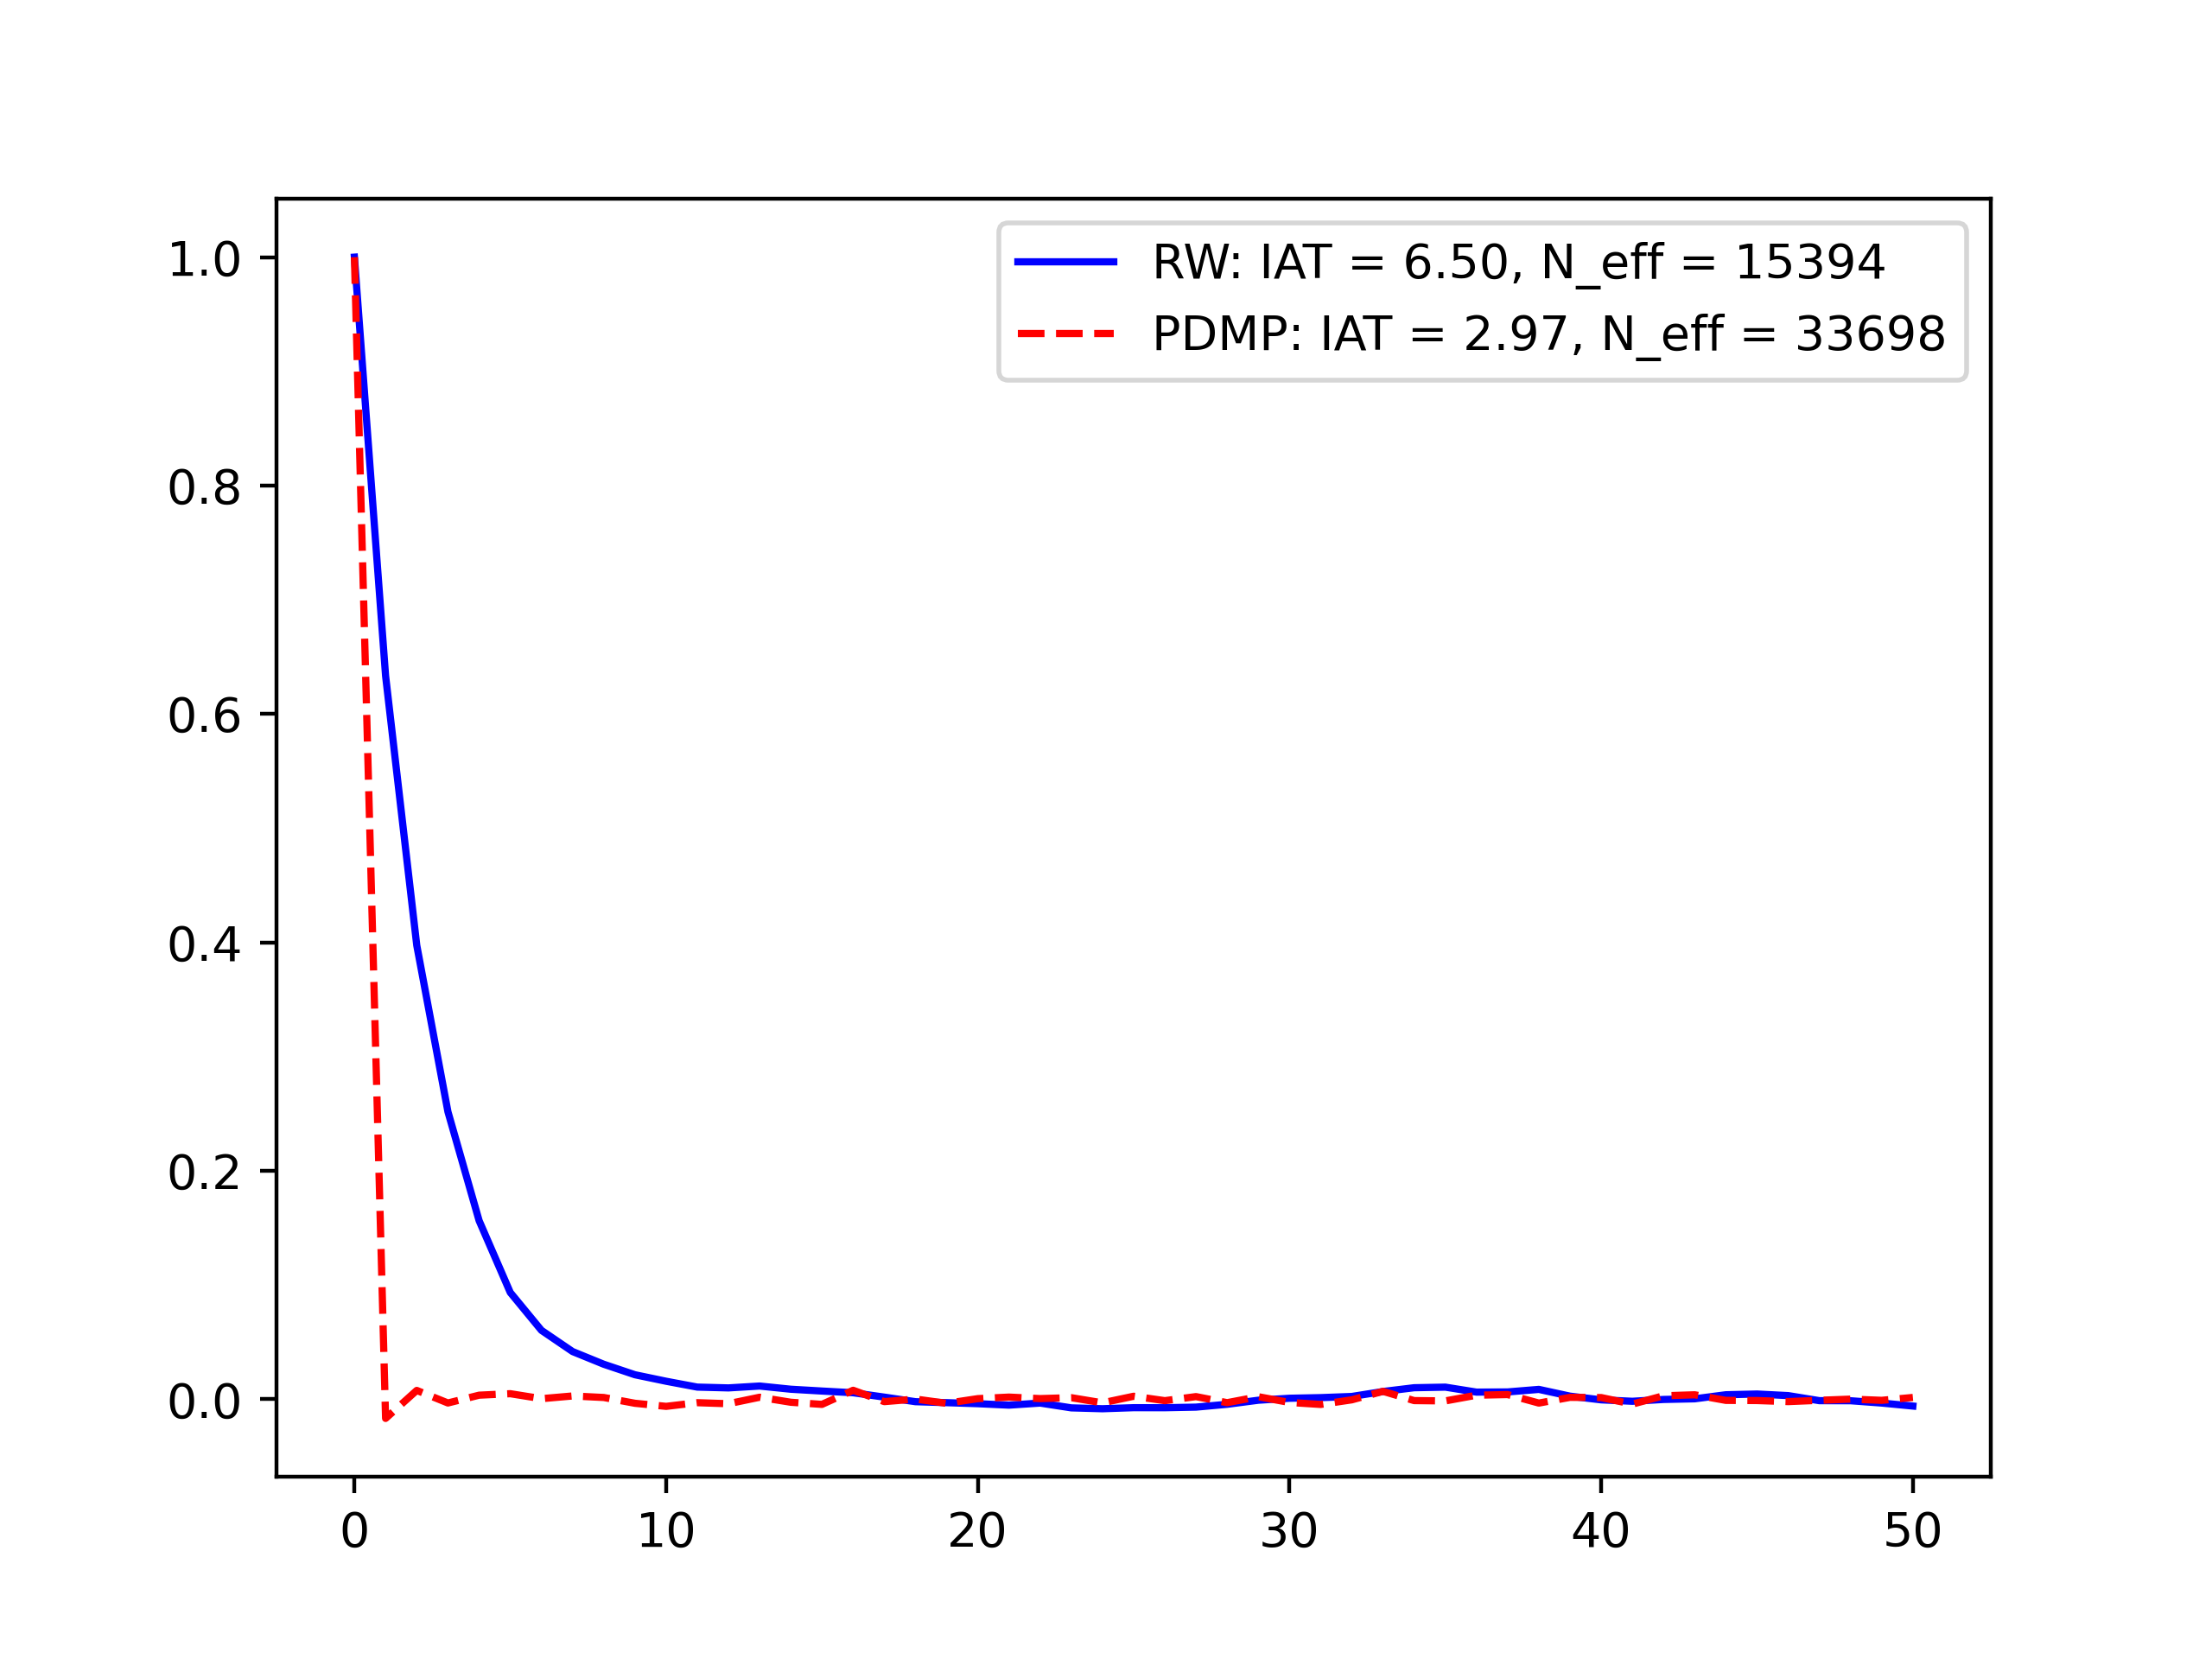 RW: IAT = 6.50, N_eff = 15394
PDMP: IAT = 2.97, N_eff = 33698
1.0
0.8
0.6
0.4
0.2
0.0
0 10 20 30 40 50